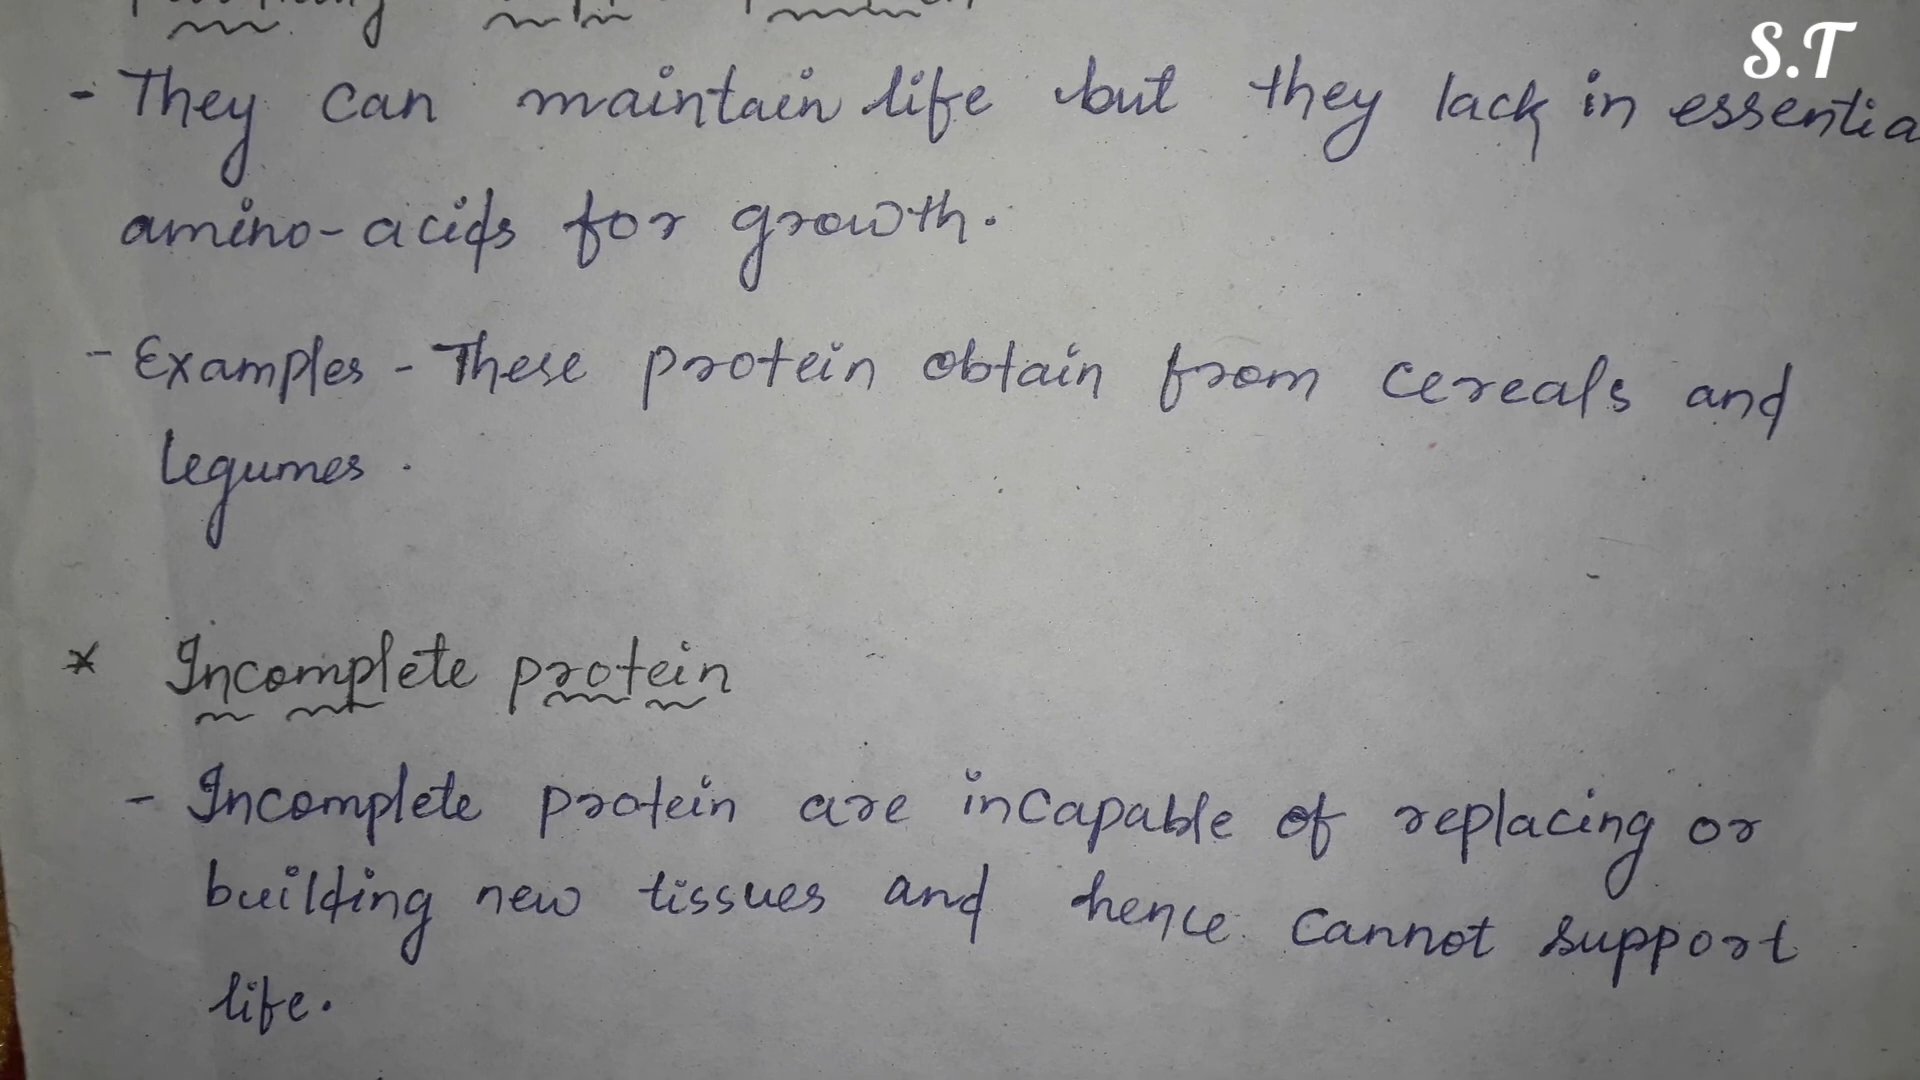 S.T
- They can maintain life but they lack in essentia
amino-acids for growth.
- Examples - These protein obtain from cereals and
legumes.
* Incomplete protein
- Incomplete protein are incapable of replacing or
building new tissues and hence cannot support
life.